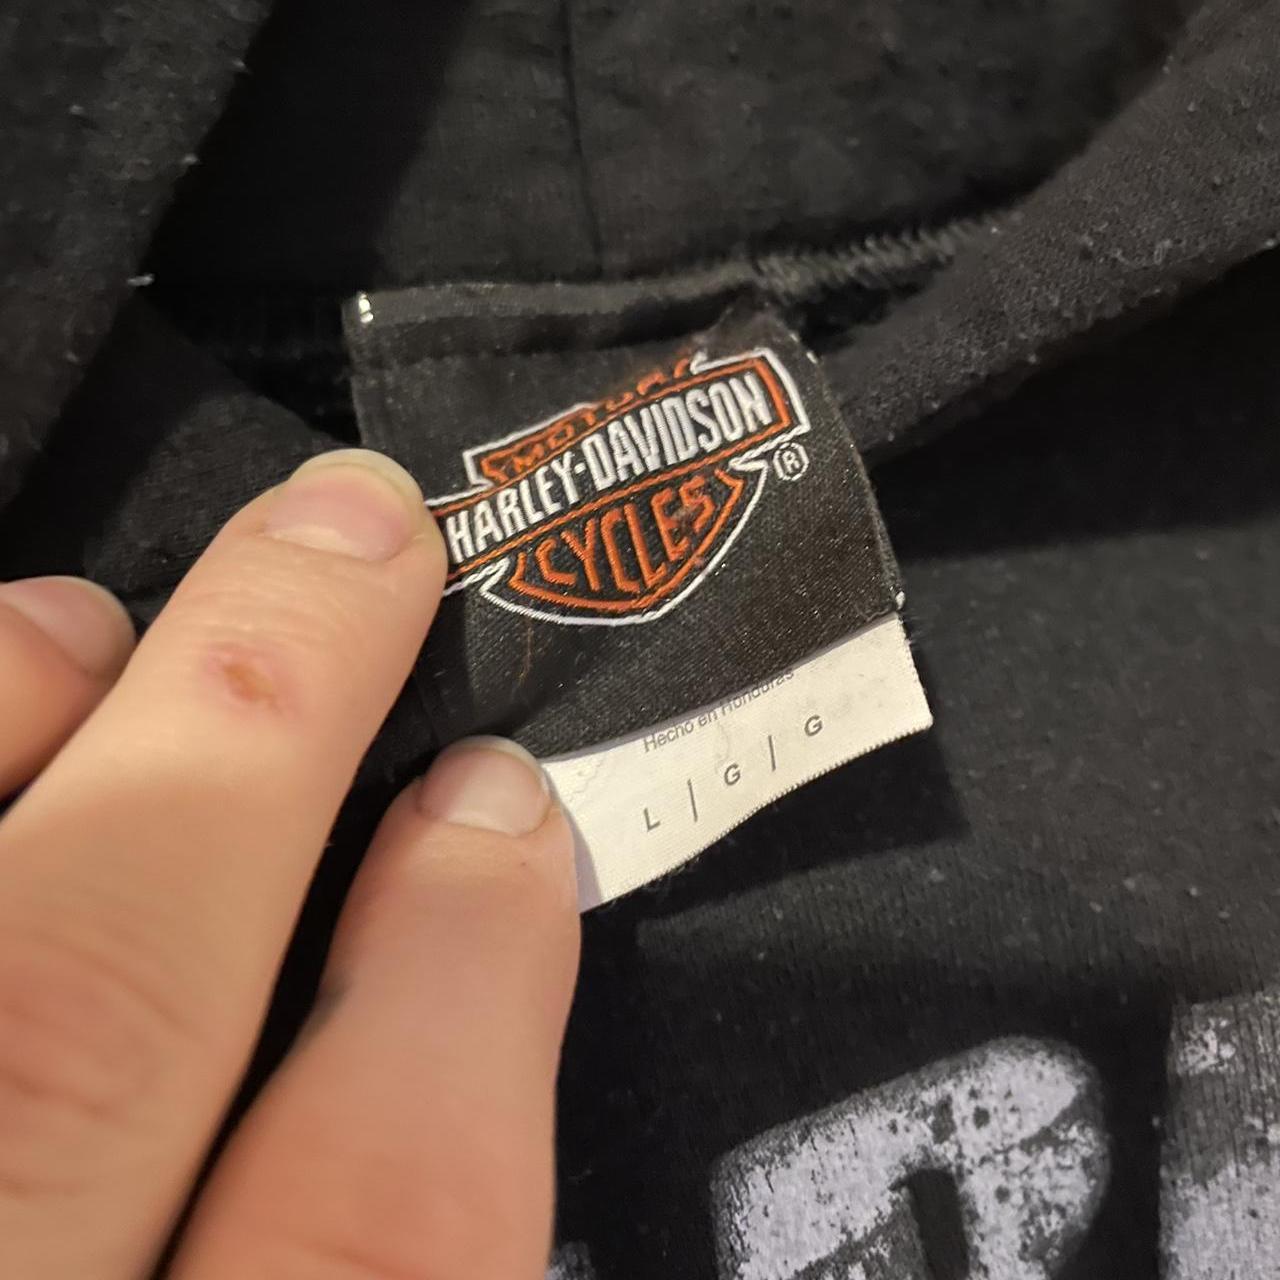 MOTOR
HARLEY-DAVIDSON
CYCLES
®
Hecho en Honduras
L / G / G
R